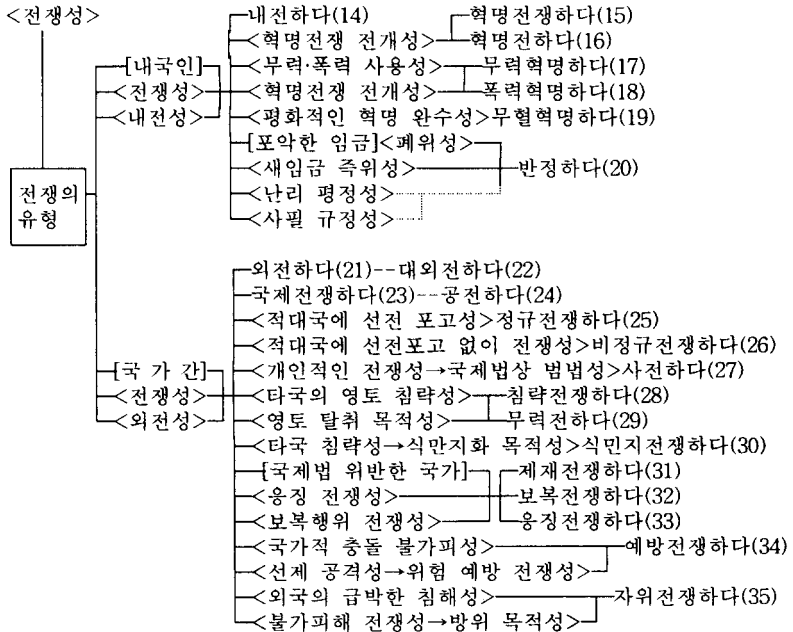 <전쟁성>
전쟁의
유형
[내국인]
<전쟁성>
<내전성>
내전하다(14)
<혁명전쟁 전개성>
혁명전쟁하다(15)
혁명전하다(16)
<무력·폭력 사용성>
무력혁명하다(17)
<혁명전쟁 전개성>
폭력혁명하다(18)
<평화적인 혁명 완수성>무혈혁명하다(19)
[포악한 임금]<폐위성>
<새임금 즉위성>
반정하다(20)
<난리 평정성>
<사필 규정성>
[국 가 간]
<전쟁성>
<외전성>
외전하다(21)--대외전하다(22)
국제전쟁하다(23)--공전하다(24)
<적대국에 선전 포고성>정규전쟁하다(25)
<적대국에 선전포고 없이 전쟁성>비정규전쟁하다(26)
<개인적인 전쟁성→국제법상 범법성>사전하다(27)
<타국의 영토 침략성>
침략전쟁하다(28)
<영토 탈취 목적성>
무력전하다(29)
<타국 침략성→식만지화 목적성>식민지전쟁하다(30)
[국제법 위반한 국가]
제재전쟁하다(31)
<응징 전쟁성>
보복전쟁하다(32)
<보복행위 전쟁성>
응징전쟁하다(33)
<국가적 충돌 불가피성>
예방전쟁하다(34)
<선제 공격성→위험 예방 전쟁성>
<외국의 급박한 침해성>
자위전쟁하다(35)
<불가피해 전쟁성→방위 목적성>